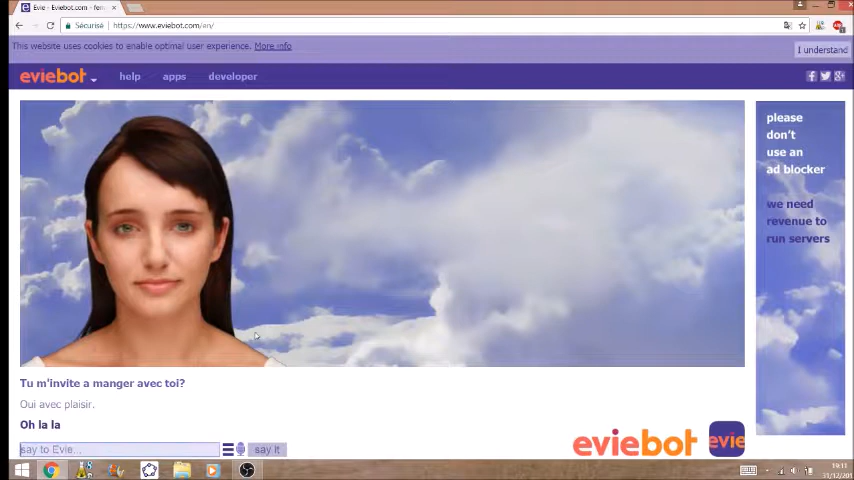 Evie - Eviebot.com - fen
Sécurisé
https://www.eviebot.com/en/
This website uses cookies to enable optimal user experience. More info
I understand
eviebot
help
apps
developer
please
don't
use an
ad blocker
we need
revenue to
run servers
Tu m'invite a manger avec toi?
Oui avec plaisir.
Oh la la
say to Evie...
say it
eviebot
evie
19:11
31/12/201